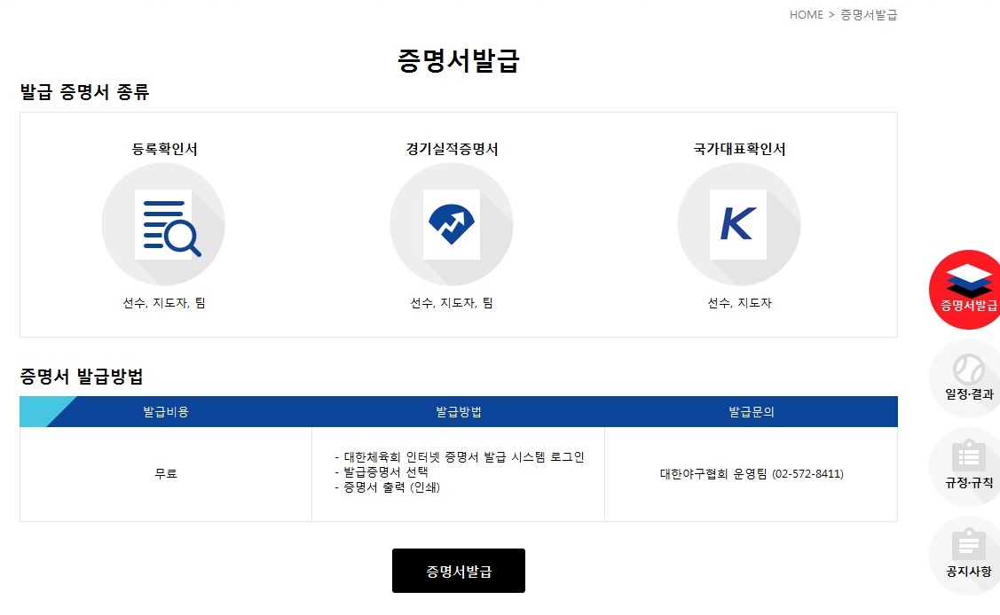 HOME > 증명서발급
증명서발급
발급 증명서 종류
등록확인서
경기실적증명서
국가대표확인서
K
선수, 지도자, 팀
선수, 지도자, 팀
선수, 지도자
증명서 발급방법
발급비용
발급방법
발급문의
무료
- 대한체육회 인터넷 증명서 발급 시스템 로그인
- 발급증명서 선택
- 증명서 출력 (인쇄)
대한야구협회 운영팀 (02-572-8411)
증명서발급
증명서발급
일정·결과
규정·규칙
공지사항